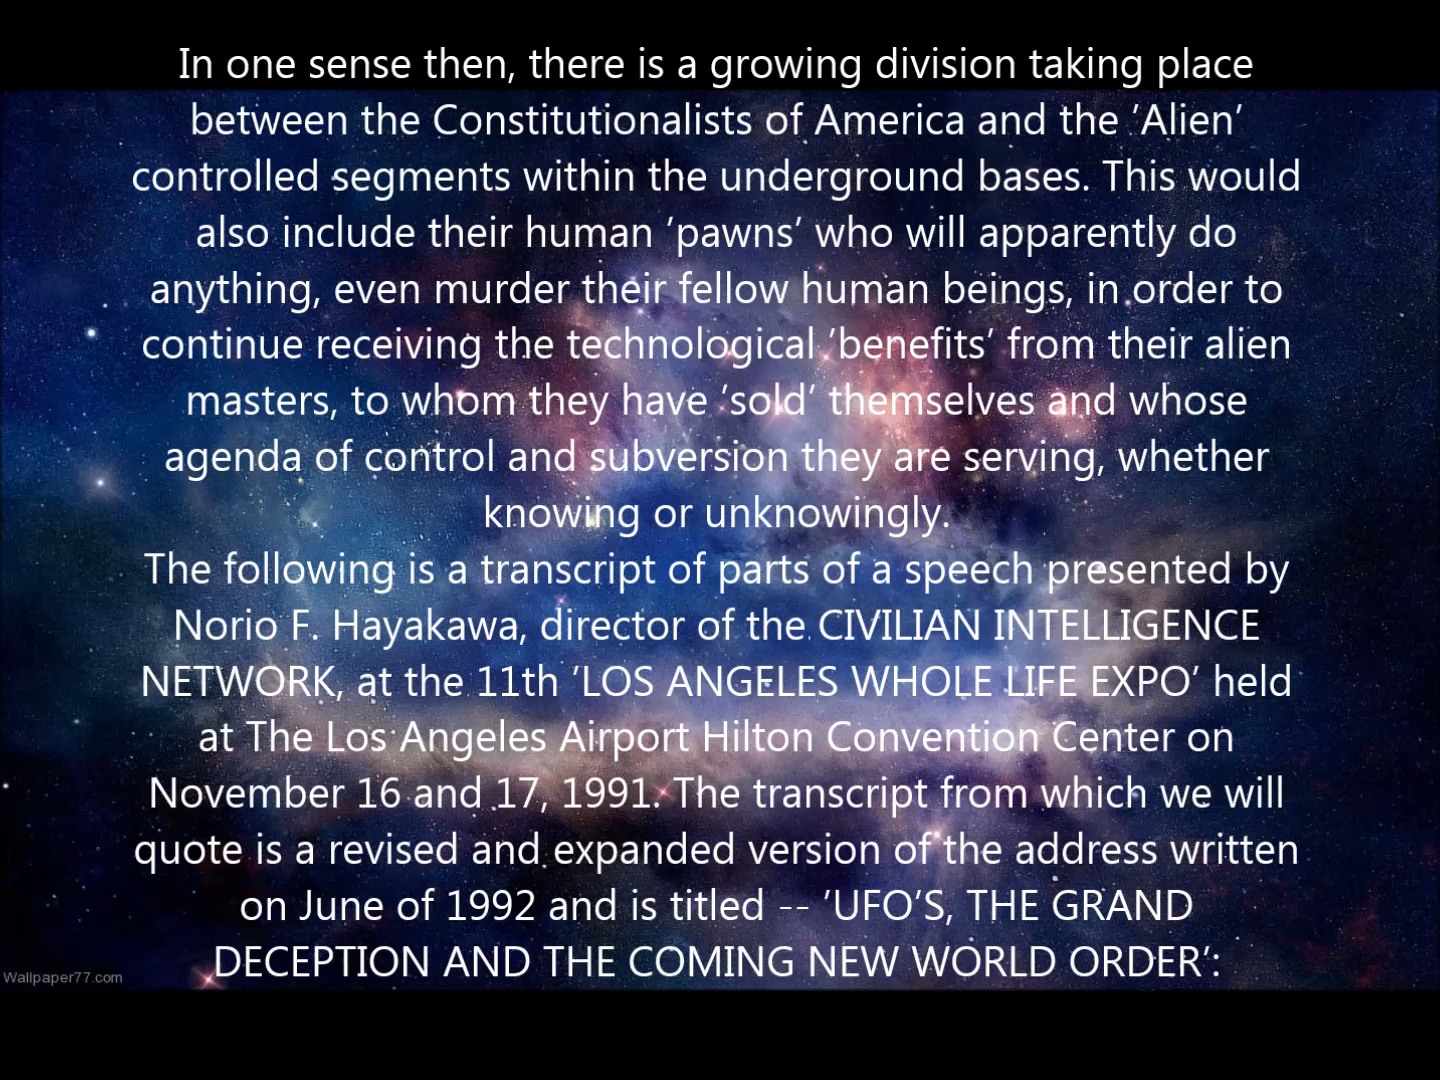 In one sense then, there is a growing division taking place
between the Constitutionalists of America and the 'Alien'
controlled segments within the underground bases. This would
also include their human 'pawns' who will apparently do
anything, even murder their fellow human beings, in order to
continue receiving the technological 'benefits' from their alien
masters, to whom they have 'sold' themselves and whose
agenda of control and subversion they are serving, whether
knowing or unknowingly.
The following is a transcript of parts of a speech presented by
Norio F. Hayakawa, director of the CIVILIAN INTELLIGENCE
NETWORK, at the 11th 'LOS ANGELES WHOLE LIFE EXPO' held
at The Los Angeles Airport Hilton Convention Center on
November 16 and 17, 1991. The transcript from which we will
quote is a revised and expanded version of the address written
on June of 1992 and is titled -- 'UFO'S, THE GRAND
DECEPTION AND THE COMING NEW WORLD ORDER':
Wallpaper77.com